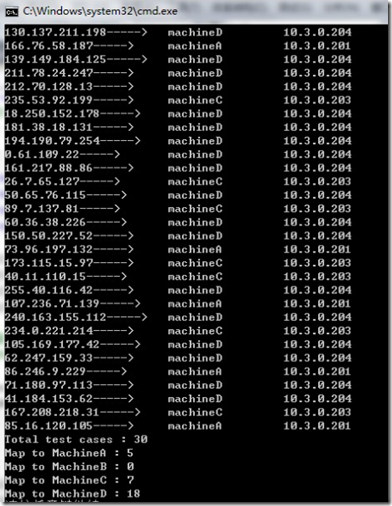 C:\Windows\system32\cmd.exe
130.137.211.198-----> machineD 10.3.0.204
166.76.58.187-----> machineA 10.3.0.201
139.149.184.125-----> machineD 10.3.0.204
211.78.24.247-----> machineD 10.3.0.204
212.70.128.13-----> machineD 10.3.0.204
235.53.92.199-----> machineC 10.3.0.203
18.250.152.178-----> machineD 10.3.0.204
181.38.18.131-----> machineD 10.3.0.204
194.190.79.254-----> machineD 10.3.0.204
0.61.109.22-----> machineD 10.3.0.204
161.217.88.86-----> machineD 10.3.0.204
26.7.65.127-----> machineC 10.3.0.203
50.65.76.115-----> machineD 10.3.0.204
89.7.137.81-----> machineC 10.3.0.203
60.36.38.226-----> machineD 10.3.0.204
150.50.227.52-----> machineD 10.3.0.204
73.96.197.132-----> machineA 10.3.0.201
173.115.15.97-----> machineC 10.3.0.203
40.11.110.15-----> machineC 10.3.0.203
255.40.116.42-----> machineD 10.3.0.204
107.236.71.139-----> machineA 10.3.0.201
240.163.155.112-----> machineD 10.3.0.204
234.0.221.214-----> machineC 10.3.0.203
105.169.177.42-----> machineD 10.3.0.204
62.247.159.33-----> machineD 10.3.0.204
86.246.9.229-----> machineA 10.3.0.201
71.180.97.113-----> machineD 10.3.0.204
41.184.153.62-----> machineD 10.3.0.204
167.208.218.31-----> machineC 10.3.0.203
85.16.120.105-----> machineA 10.3.0.201
Total test cases : 30
Map to MachineA : 5
Map to MachineB : 0
Map to MachineC : 7
Map to MachineD : 18